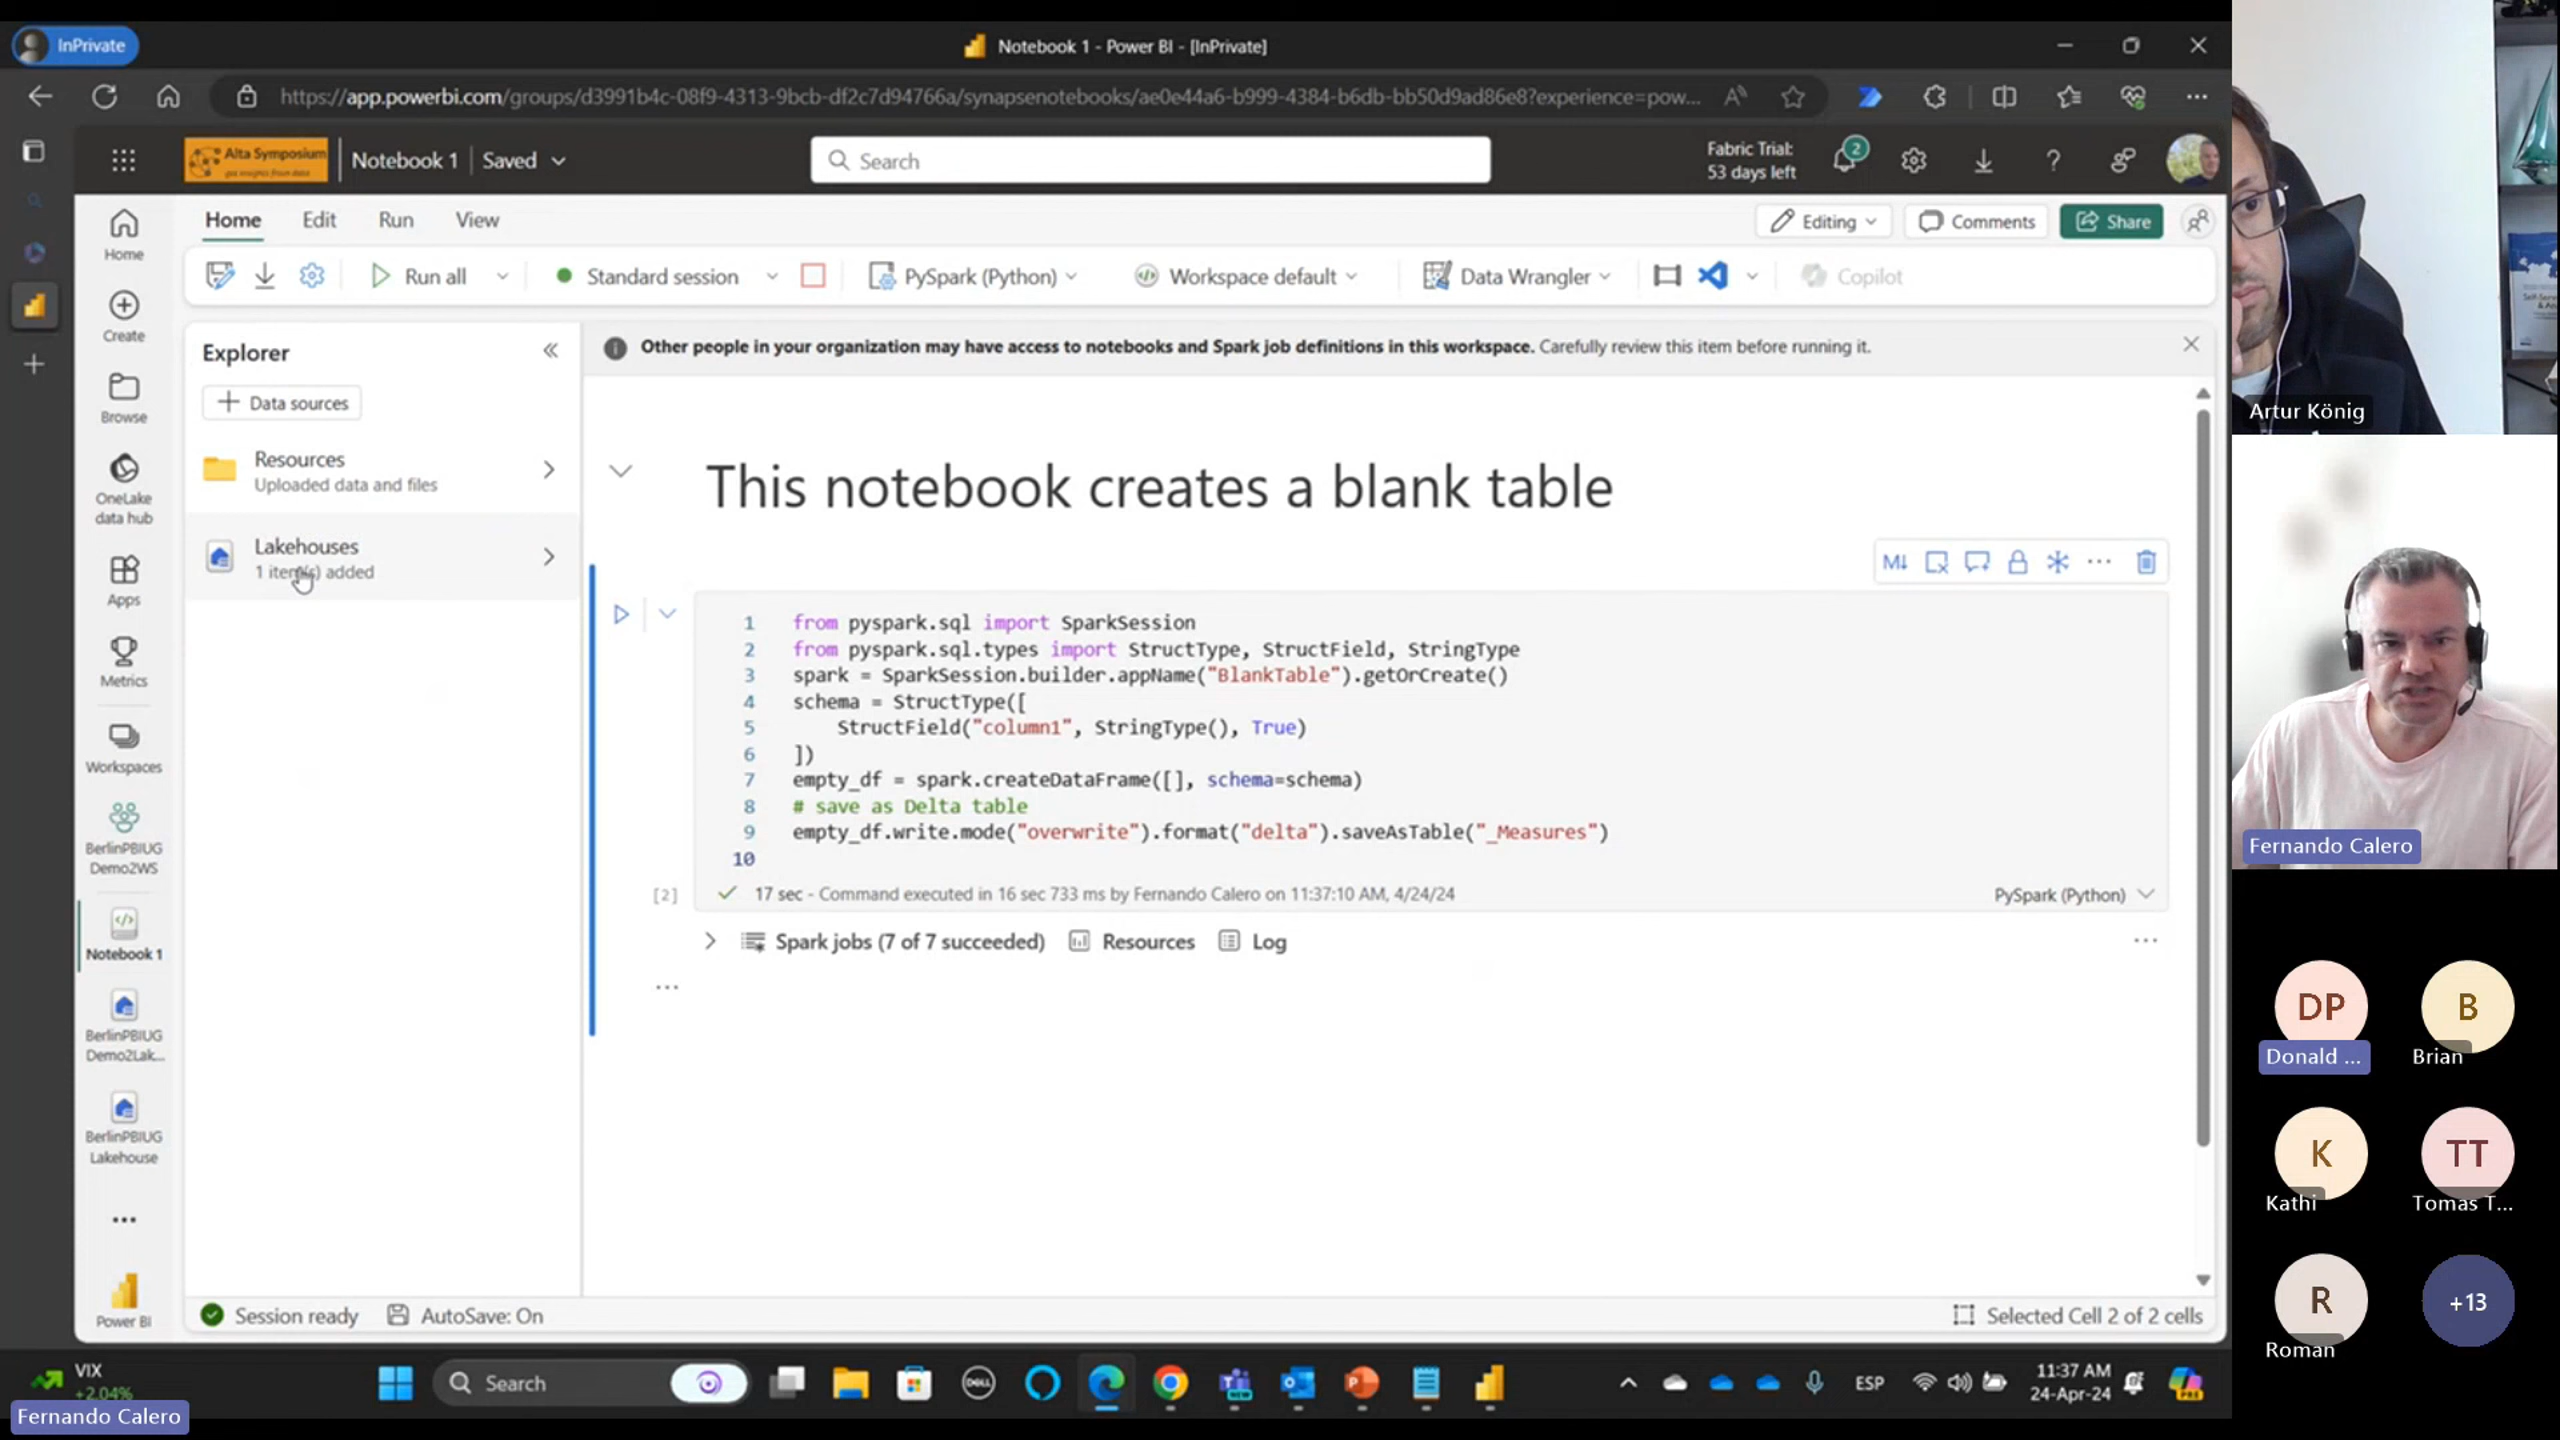 InPrivate
Notebook 1 - Power BI - [InPrivate]
https://app.powerbi.com/groups/d3991b4c-08f9-4313-9bcb-df2c7d94766a/synapsenotebooks/ae0e44a6-b999-4384-b6db-bb50d9ad86e8?experience=pow...
Alta Symposium
get insights from data
Notebook 1
Saved
Search
Fabric Trial:
53 days left
2
Home
Edit
Run
View
Editing
Comments
Share
Run all
Standard session
PySpark (Python)
Workspace default
Data Wrangler
Copilot
Home
Create
Browse
OneLake
data hub
Apps
Metrics
Workspaces
BerlinPBIUG
Demo2WS
Notebook 1
BerlinPBIUG
Demo2Lak...
BerlinPBIUG
Lakehouse
Power BI
Explorer
Data sources
Resources
Uploaded data and files
Lakehouses
1 item(s) added
Other people in your organization may have access to notebooks and Spark job definitions in this workspace. Carefully review this item before running it.
This notebook creates a blank table
M↓
1 from pyspark.sql import SparkSession
2 from pyspark.sql.types import StructType, StructField, StringType
3 spark = SparkSession.builder.appName("BlankTable").getOrCreate()
4 schema = StructType([
5 StructField("column1", StringType(), True)
6 ])
7 empty_df = spark.createDataFrame([], schema=schema)
8 # save as Delta table
9 empty_df.write.mode("overwrite").format("delta").saveAsTable("_Measures")
10
[2]
17 sec - Command executed in 16 sec 733 ms by Fernando Calero on 11:37:10 AM, 4/24/24
PySpark (Python)
Spark jobs (7 of 7 succeeded)
Resources
Log
Session ready
AutoSave: On
Selected Cell 2 of 2 cells
VIX
+2.04%
Fernando Calero
Search
DELL
ESP
11:37 AM
24-Apr-24
PRE
Artur König
Fernando Calero
DP
Donald ...
B
Brian
K
Kathi
TT
Tomas T...
R
Roman
+13